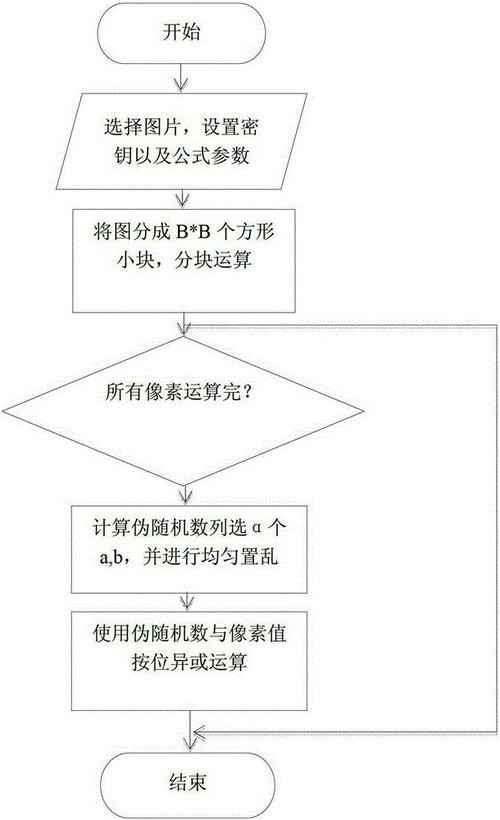 开始
选择图片，设置密
钥以及公式参数
将图分成 B*B 个方形
小块，分块运算
所有像素运算完？
计算伪随机数列选 α 个
a,b，并进行均匀置乱
使用伪随机数与像素值
按位异或运算
结束